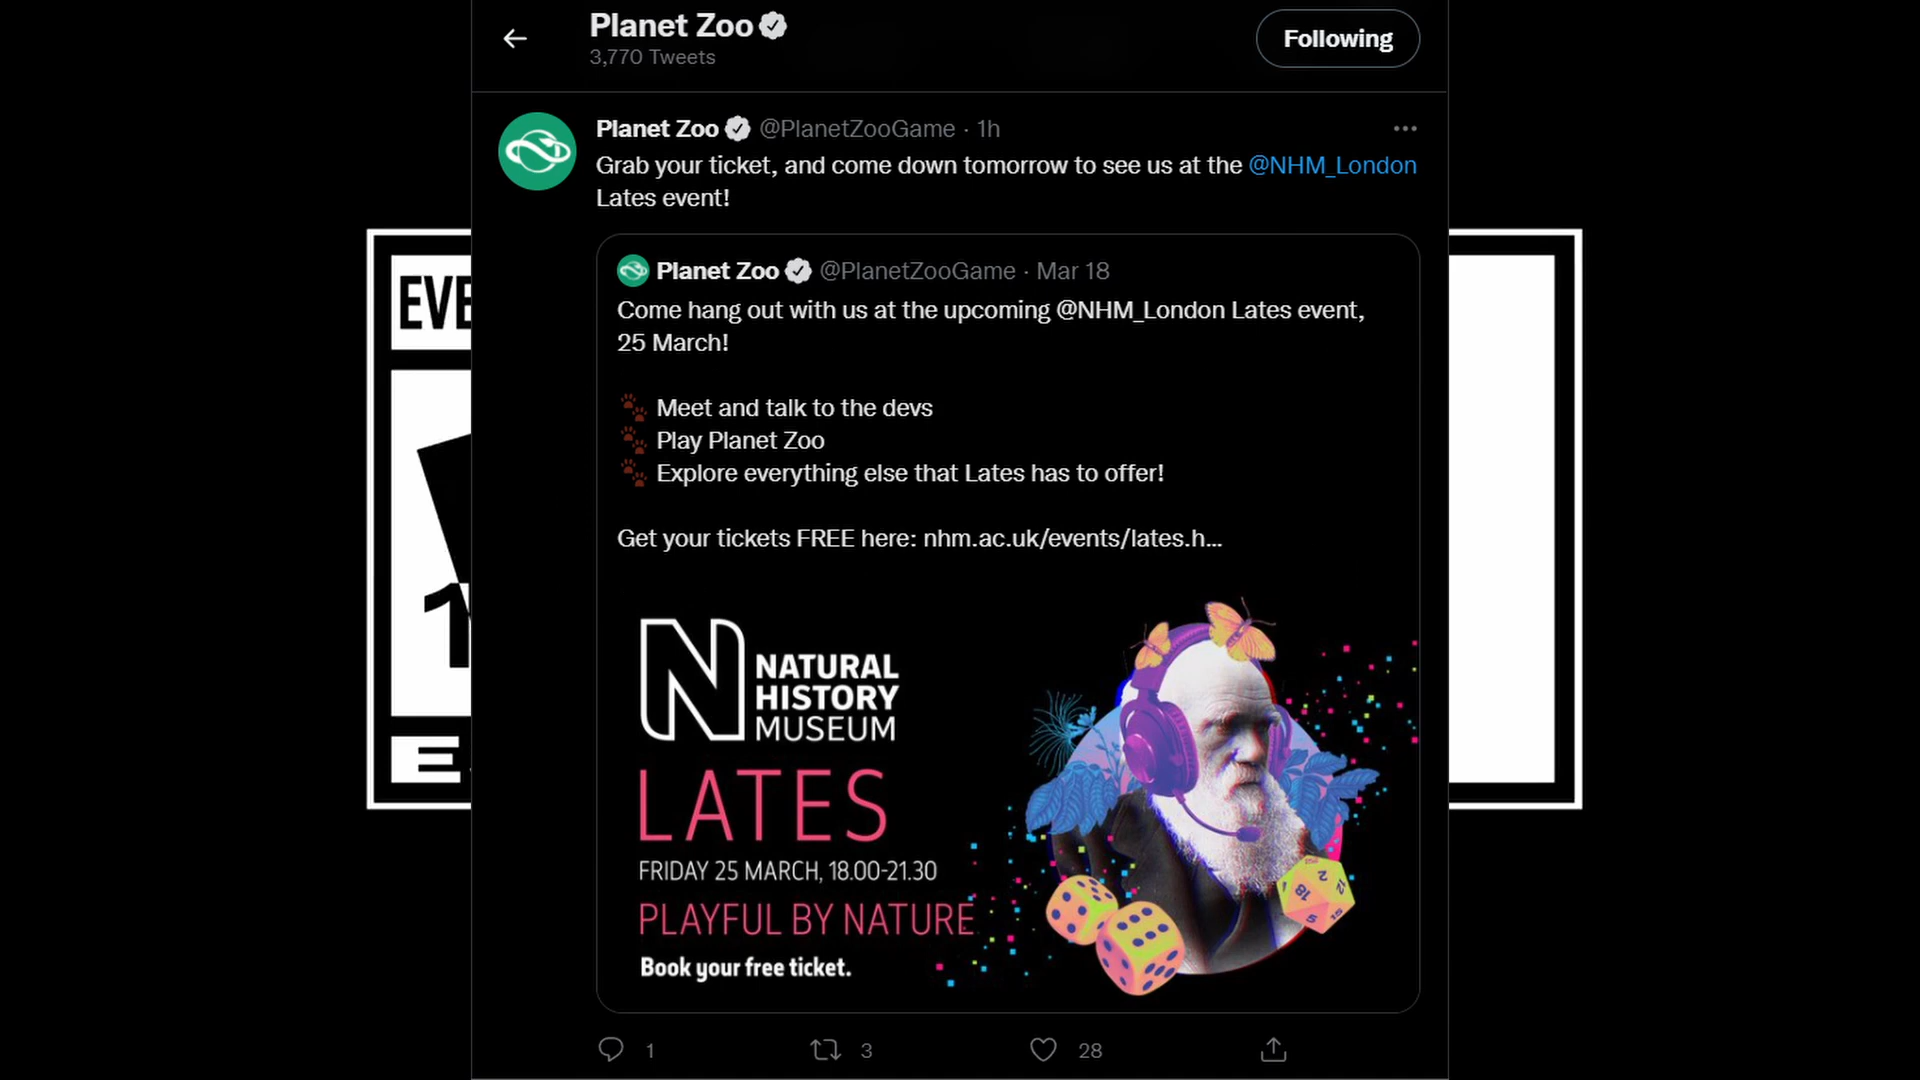 Planet Zoo
3,770 Tweets
Following
Planet Zoo @PlanetZooGame · 1h
Grab your ticket, and come down tomorrow to see us at the @NHM_London
Lates event!
Planet Zoo @PlanetZooGame · Mar 18
Come hang out with us at the upcoming @NHM_London Lates event,
25 March!
Meet and talk to the devs
Play Planet Zoo
Explore everything else that Lates has to offer!
Get your tickets FREE here: nhm.ac.uk/events/lates.h…
N NATURAL
HISTORY
MUSEUM
LATES
FRIDAY 25 MARCH, 18.00-21.30
PLAYFUL BY NATURE
Book your free ticket.
18
2
12
1
3
28
EVE
1
E